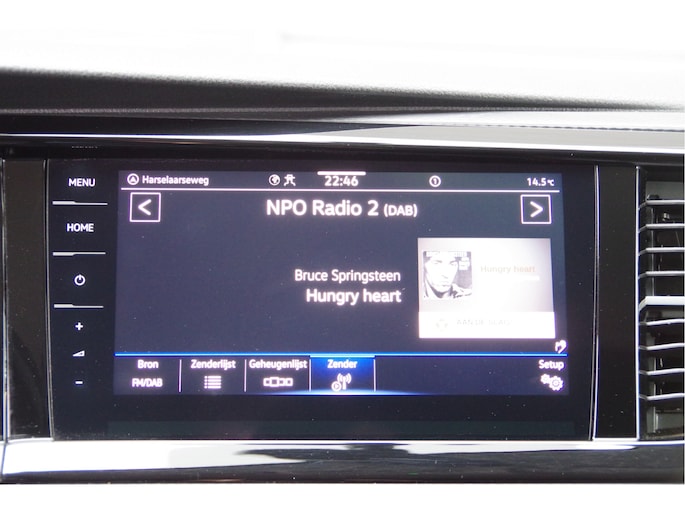 MENU
HOME
+
-
Harselaarseweg 22:46 1 14.5°C
< NPO Radio 2 (DAB) >
Bruce Springsteen
Hungry heart
Hungry heart
Bron Zenderlijst Geheugenlijst Zender Setup
FM/DAB